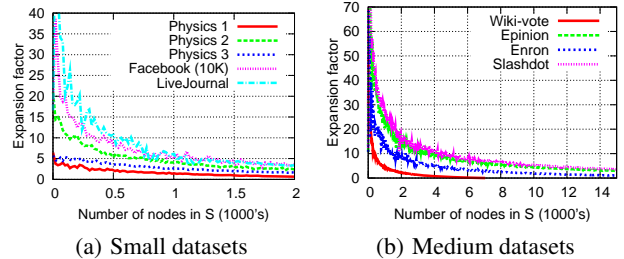 Expansion factor
40
35
30
25
20
15
10
5
0
0
0.5
1
1.5
2
Number of nodes in S (1000's)
Physics 1
Physics 2
Physics 3
Facebook (10K)
LiveJournal
(a) Small datasets
Expansion factor
70
60
50
40
30
20
10
0
0
2
4
6
8
10
12
14
Number of nodes in S (1000's)
Wiki-vote
Epinion
Enron
Slashdot
(b) Medium datasets